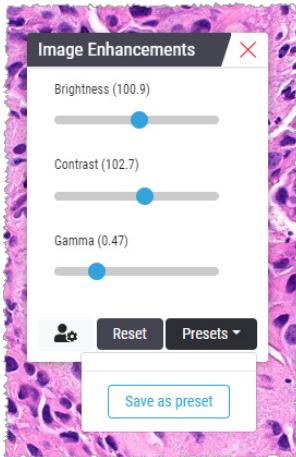 Image Enhancements
Brightness (100.9)
Contrast (102.7)
Gamma (0.47)
Reset Presets
Save as preset